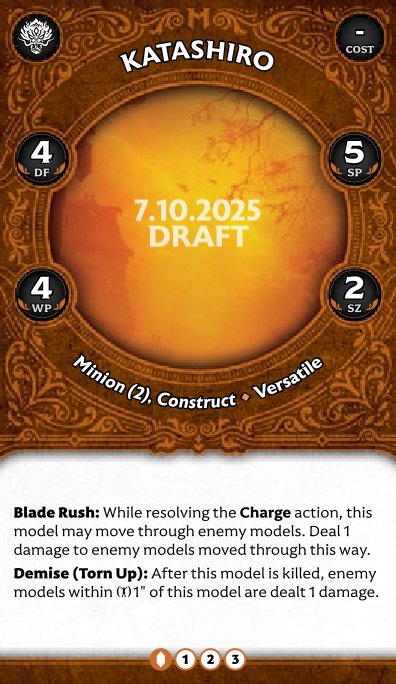 KATASHIRO
-
COST
4
DF
5
SP
7.10.2025
DRAFT
4
WP
2
SZ
Minion (2), Construct ♦ Versatile
Blade Rush: While resolving the Charge action, this
model may move through enemy models. Deal 1
damage to enemy models moved through this way.
Demise (Torn Up): After this model is killed, enemy
models within 1" of this model are dealt 1 damage.
1 2 3